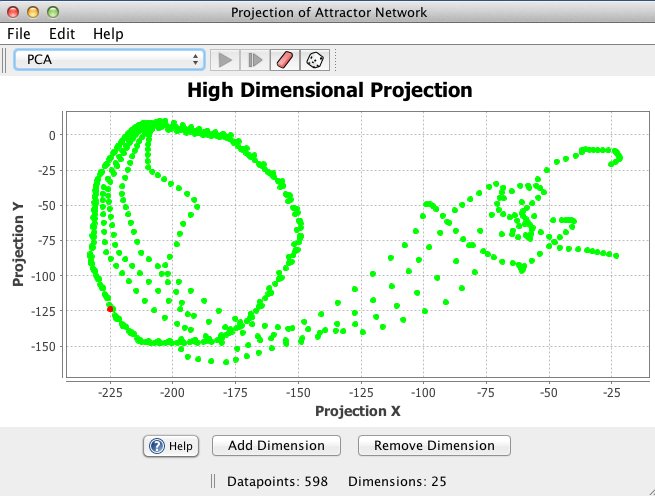 Projection of Attractor Network
File Edit Help
PCA
High Dimensional Projection
Projection Y
0
-25
-50
-75
-100
-125
-150
-225 -200 -175 -150 -125 -100 -75 -50 -25
Projection X
Help Add Dimension Remove Dimension
Datapoints: 598 Dimensions: 25